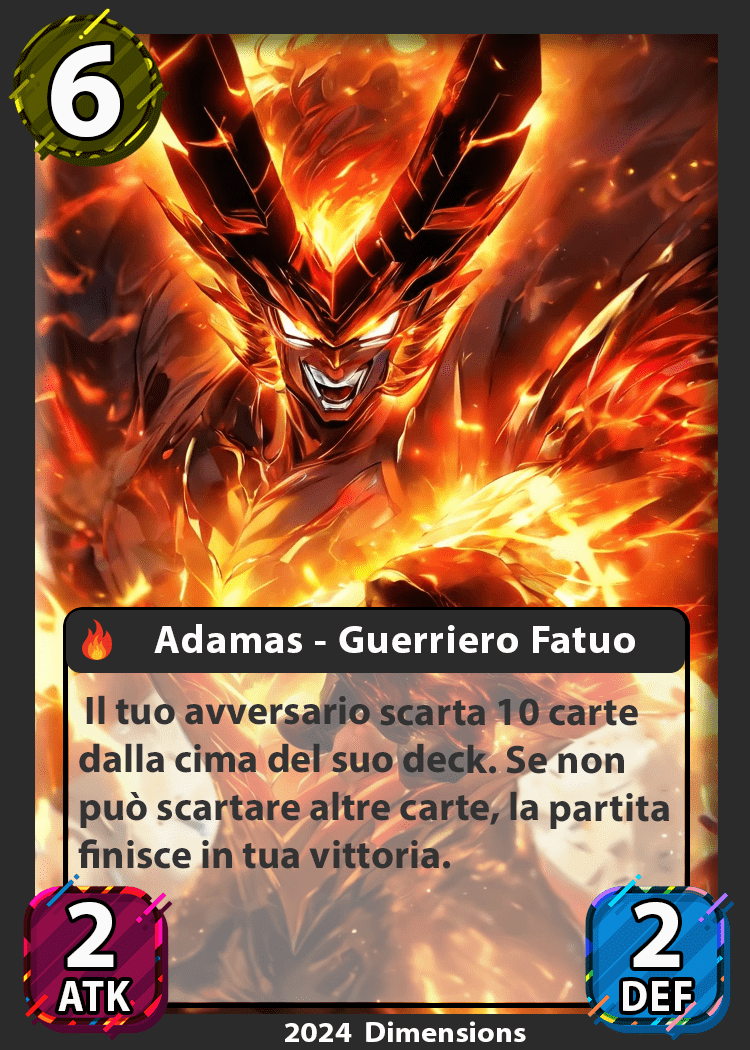 6
Adamas - Guerriero Fatuo
Il tuo avversario scarta 10 carte
dalla cima del suo deck. Se non
può scartare altre carte, la partita
finisce in tua vittoria.
2
ATK
2
DEF
2024 Dimensions